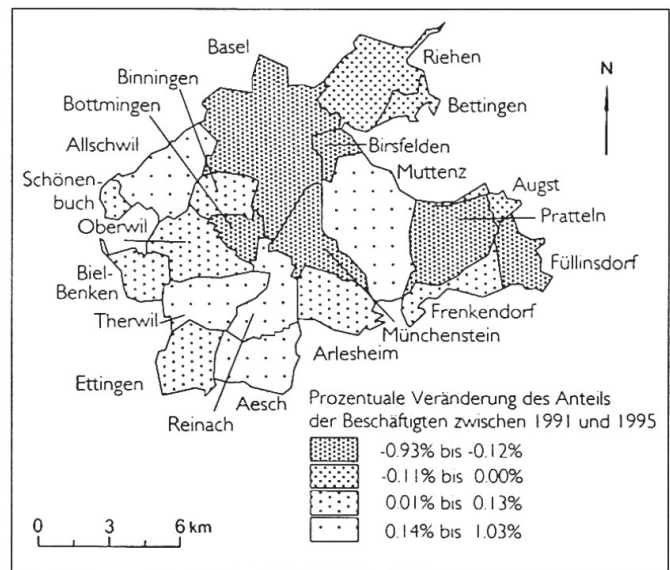 Basel
Riehen
N
Binningen
Bettingen
Bottmingen
Birsfelden
Allschwil
Muttenz
Schönen-
buch
Augst
Pratteln
Oberwil
Füllinsdorf
Biel-
Benken
Frenkendorf
Therwil
Münchenstein
Arlesheim
Ettingen
Aesch
Reinach
Prozentuale Veränderung des Anteils
der Beschäftigten zwischen 1991 und 1995
-0.93% bis -0.12%
-0.11% bis 0.00%
0.01% bis 0.13%
0.14% bis 1.03%
0 3 6 km